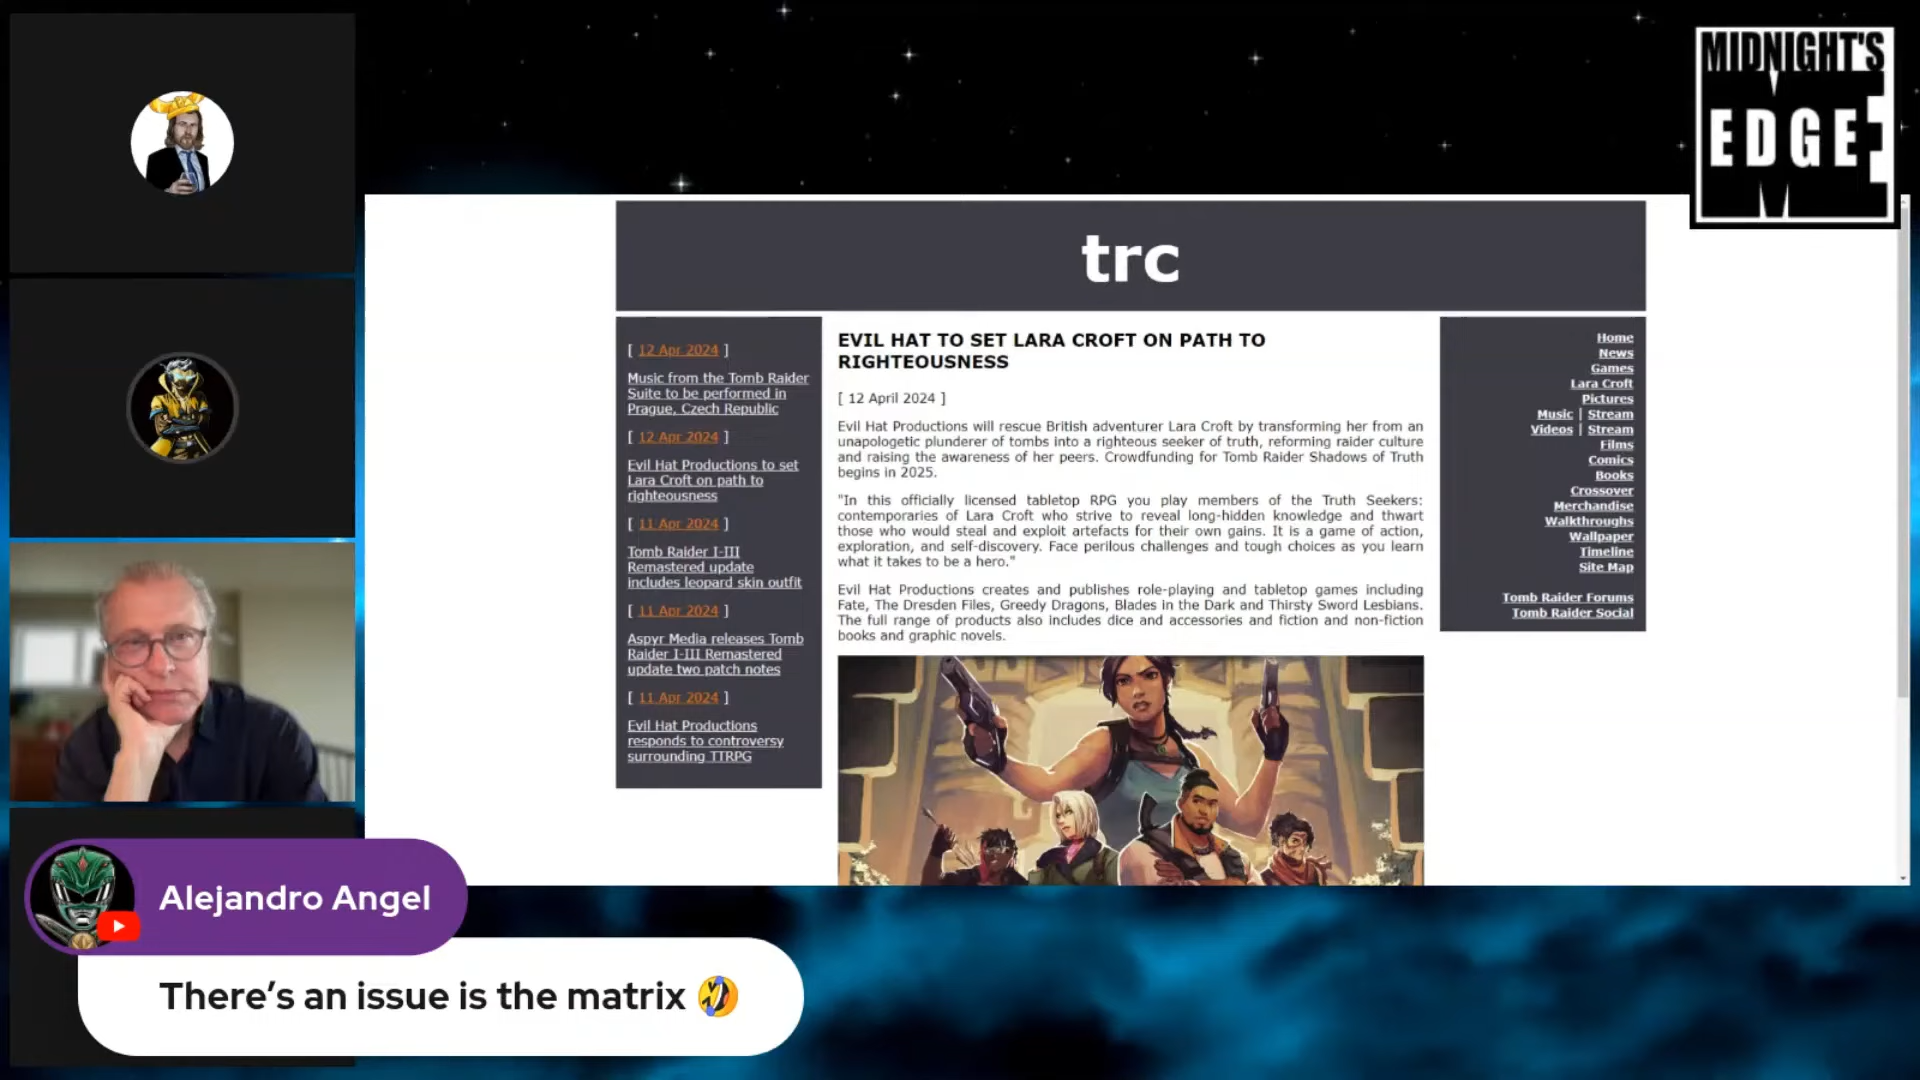 MIDNIGHT'S
EDGE
trc
[ 12 Apr 2024 ]
Music from the Tomb Raider
Suite to be performed in
Prague, Czech Republic
[ 12 Apr 2024 ]
Evil Hat Productions to set
Lara Croft on path to
righteousness
[ 11 Apr 2024 ]
Tomb Raider I-III
Remastered update
includes leopard skin outfit
[ 11 Apr 2024 ]
Aspyr Media releases Tomb
Raider I-III Remastered
update two patch notes
[ 11 Apr 2024 ]
Evil Hat Productions
responds to controversy
surrounding TTRPG
EVIL HAT TO SET LARA CROFT ON PATH TO
RIGHTEOUSNESS
[ 12 April 2024 ]
Evil Hat Productions will rescue British adventurer Lara Croft by transforming her from an
unapologetic plunderer of tombs into a righteous seeker of truth, reforming raider culture
and raising the awareness of her peers. Crowdfunding for Tomb Raider Shadows of Truth
begins in 2025.
"In this officially licensed tabletop RPG you play members of the Truth Seekers:
contemporaries of Lara Croft who strive to reveal long-hidden knowledge and thwart
those who would steal and exploit artefacts for their own gains. It is a game of action,
exploration, and self-discovery. Face perilous challenges and tough choices as you learn
what it takes to be a hero."
Evil Hat Productions creates and publishes role-playing and tabletop games including
Fate, The Dresden Files, Greedy Dragons, Blades in the Dark and Thirsty Sword Lesbians.
The full range of products also includes dice and accessories and fiction and non-fiction
books and graphic novels.
Home
News
Games
Lara Croft
Pictures
Music | Stream
Videos | Stream
Films
Comics
Books
Crossover
Merchandise
Walkthroughs
Wallpaper
Timeline
Site Map
Tomb Raider Forums
Tomb Raider Social
Alejandro Angel
There's an issue is the matrix 🤣